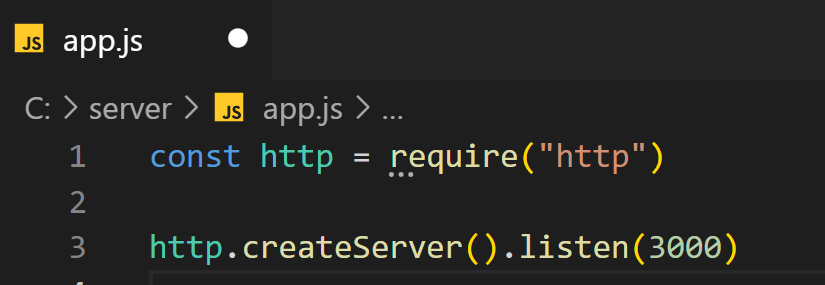 JS app.js
C: > server > JS app.js > ...
1 const http = require("http")
2
3 http.createServer().listen(3000)